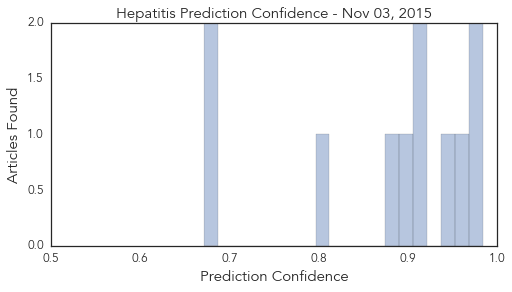 Hepatitis Prediction Confidence - Nov 03, 2015
2.0
1.5
1.0
0.5
0.0
Articles Found
0.5 0.6 0.7 0.8 0.9 1.0
Prediction Confidence